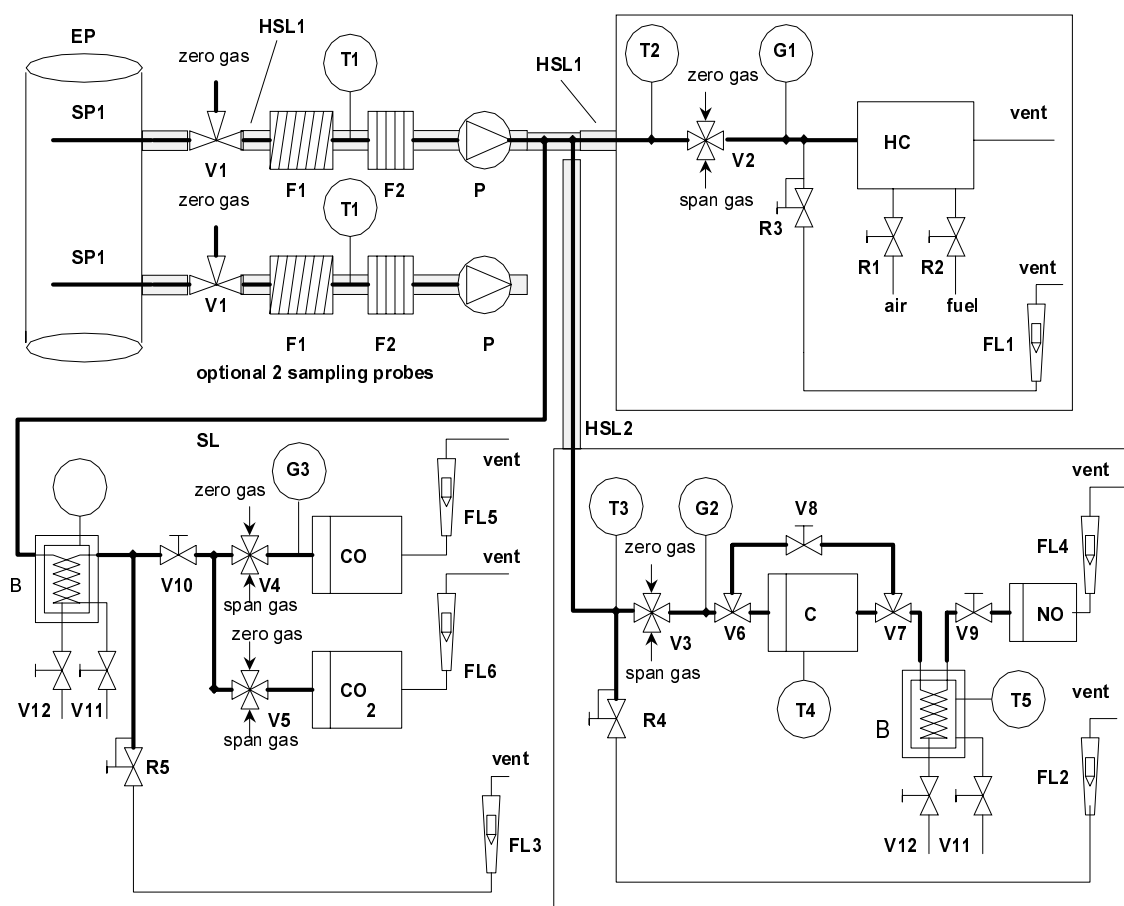 EP
HSL1
zero gas
T1
SP1
V1
F1
F2
P
zero gas
T1
SP1
V1
F1
F2
P
optional 2 sampling probes
HSL1
T2
G1
zero gas
V2
span gas
HC
vent
R3
R1
R2
air
fuel
vent
FL1
SL
HSL2
G3
zero gas
vent
FL5
CO
V10
V4
span gas
B
V12
V11
zero gas
vent
FL6
CO
2
V5
span gas
R5
vent
FL3
T3
G2
V8
zero gas
vent
FL4
V3
span gas
V6
C
V7
V9
NO
R4
T4
T5
B
V12
V11
vent
FL2